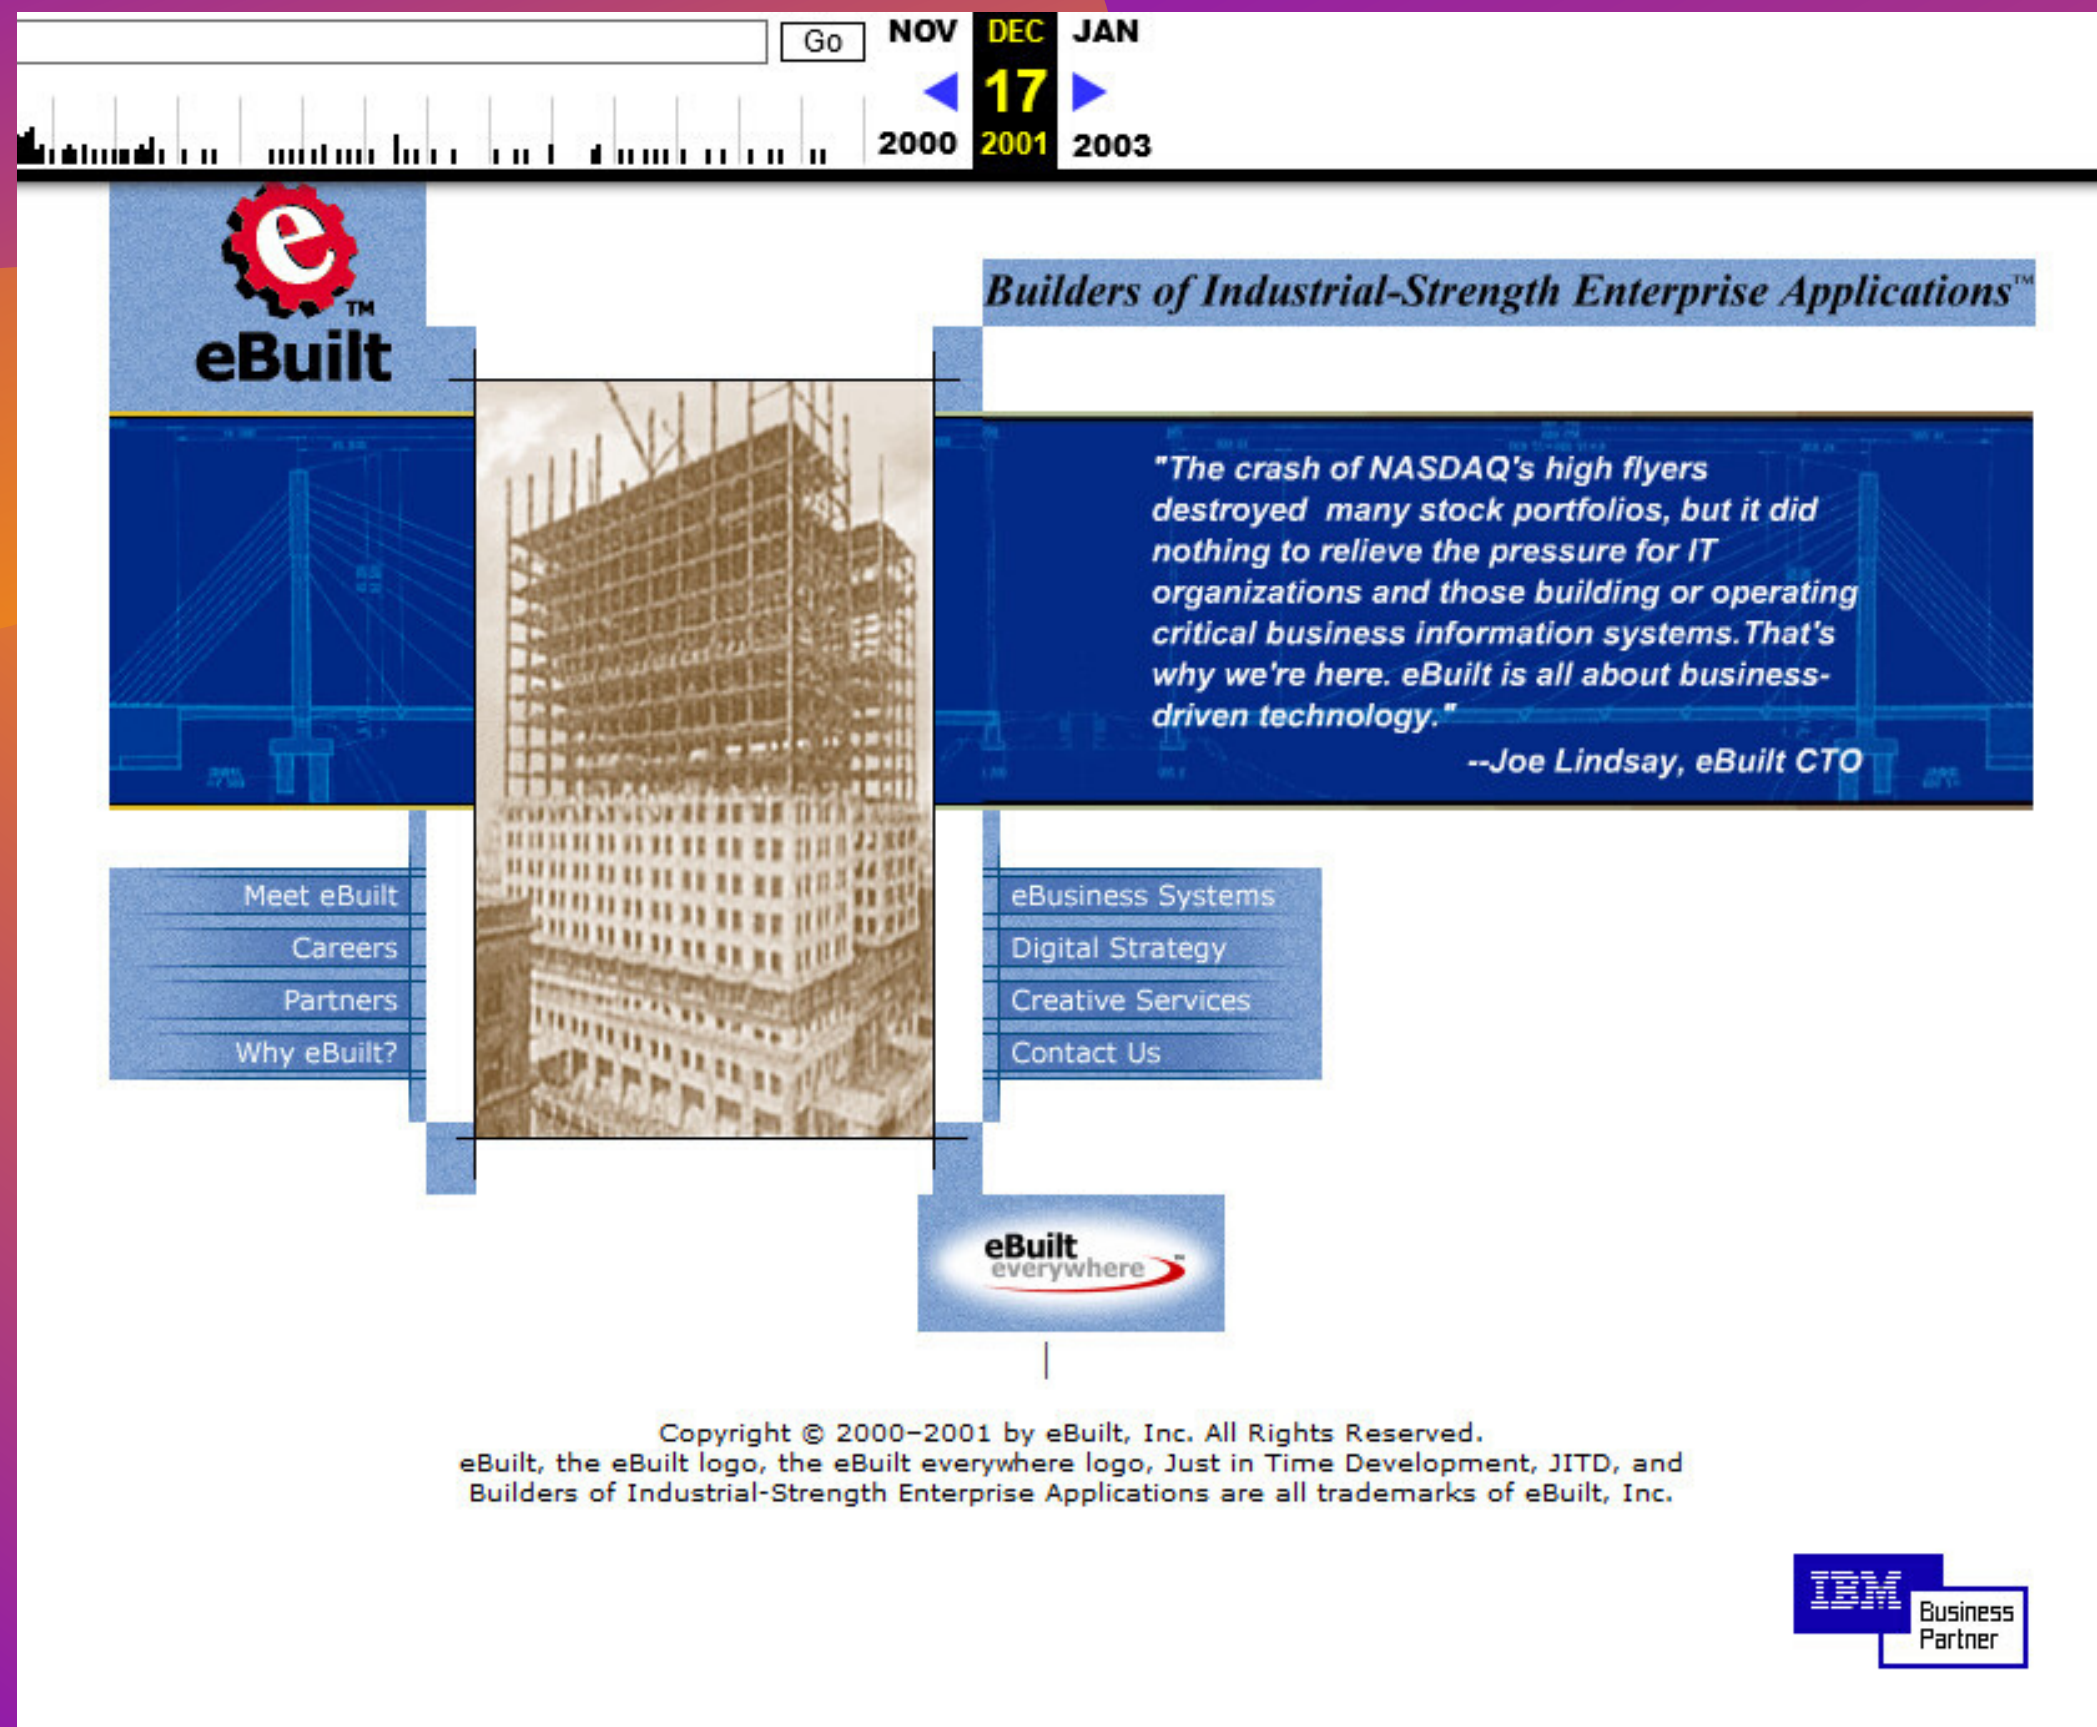 Go
NOV DEC JAN
17
2000 2001 2003
e
TM
eBuilt
Builders of Industrial-Strength Enterprise Applications™
"The crash of NASDAQ's high flyers
destroyed many stock portfolios, but it did
nothing to relieve the pressure for IT
organizations and those building or operating
critical business information systems.That's
why we're here. eBuilt is all about business-
driven technology."
--Joe Lindsay, eBuilt CTO
Meet eBuilt
Careers
Partners
Why eBuilt?
eBusiness Systems
Digital Strategy
Creative Services
Contact Us
eBuilt
everywhere™
Copyright © 2000–2001 by eBuilt, Inc. All Rights Reserved.
eBuilt, the eBuilt logo, the eBuilt everywhere logo, Just in Time Development, JITD, and
Builders of Industrial-Strength Enterprise Applications are all trademarks of eBuilt, Inc.
IBM
Business
Partner